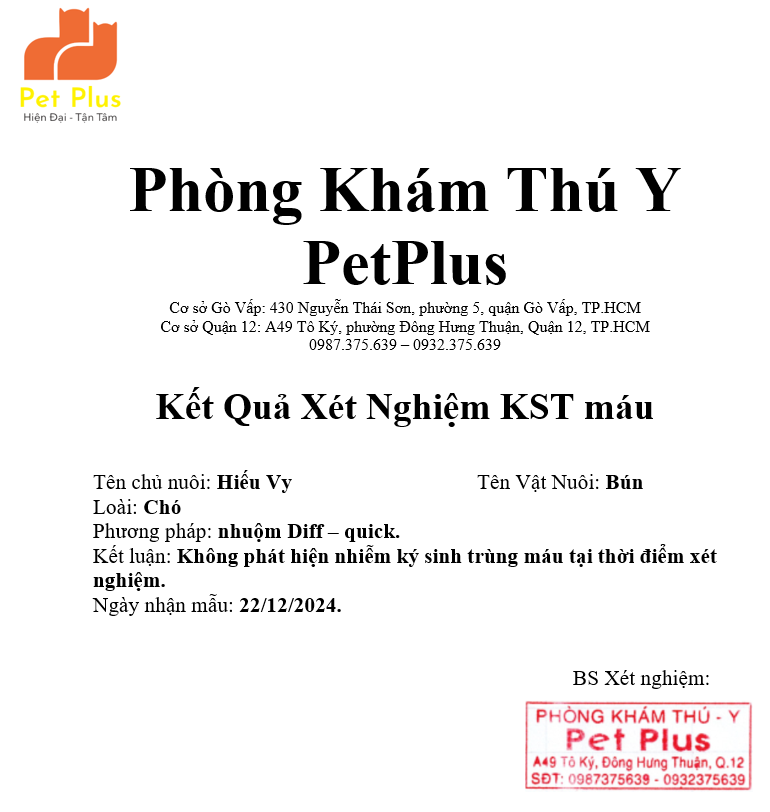 Pet Plus
Hiện Đại - Tận Tâm
Phòng Khám Thú Y
PetPlus
Cơ sở Gò Vấp: 430 Nguyễn Thái Sơn, phường 5, quận Gò Vấp, TP.HCM
Cơ sở Quận 12: A49 Tô Ký, phường Đông Hưng Thuận, Quận 12, TP.HCM
0987.375.639 – 0932.375.639
Kết Quả Xét Nghiệm KST máu
Tên chủ nuôi: Hiếu Vy Tên Vật Nuôi: Bún
Loài: Chó
Phương pháp: nhuộm Diff – quick.
Kết luận: Không phát hiện nhiễm ký sinh trùng máu tại thời điểm xét
nghiệm.
Ngày nhận mẫu: 22/12/2024.
BS Xét nghiệm:
PHÒNG KHÁM THÚ - Y
Pet Plus
A49 Tô Ký, Đông Hưng Thuận, Q.12
SĐT: 0987375639 - 0932375639